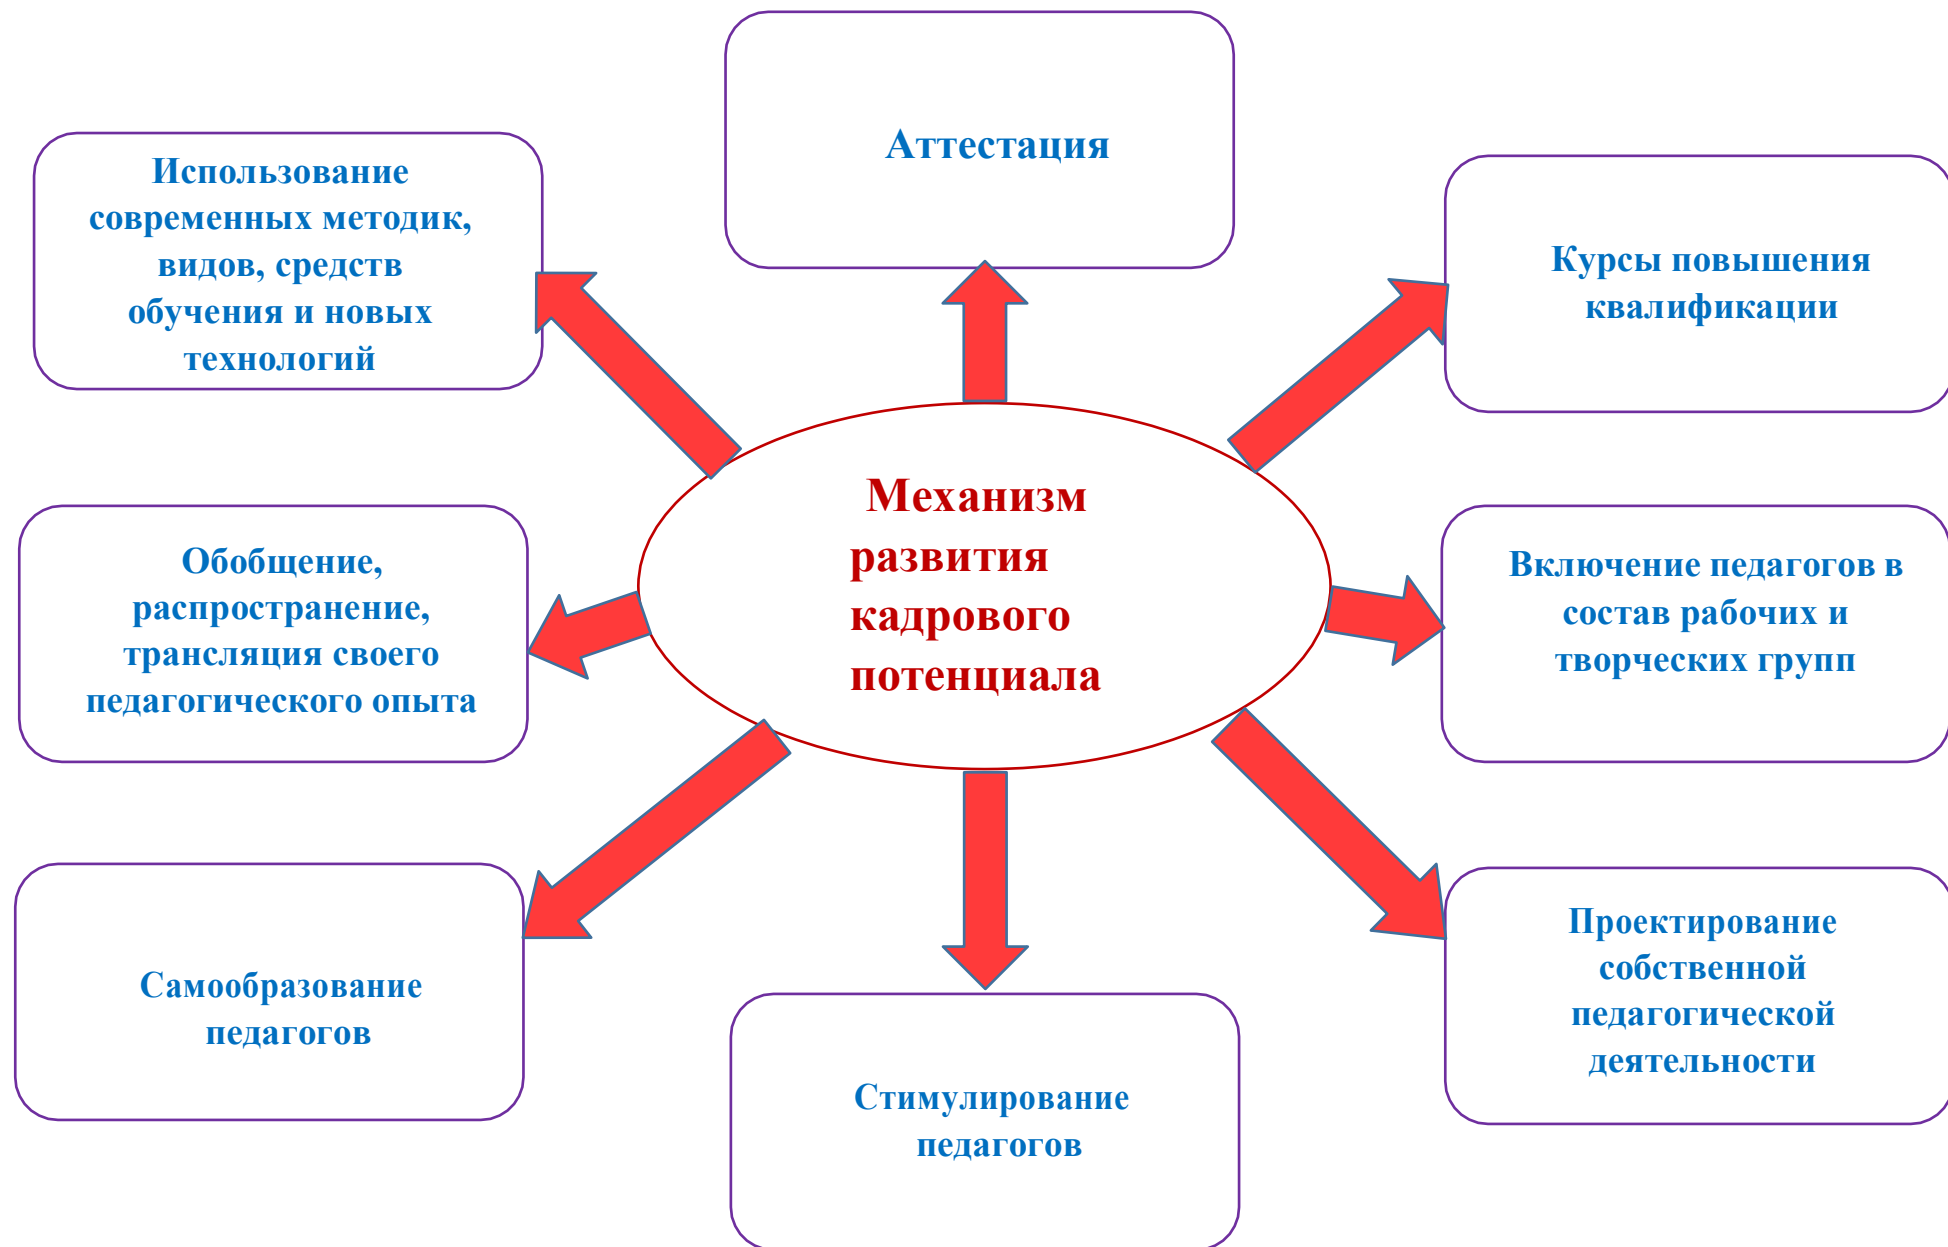 Аттестация
Использование
современных методик,
видов, средств
обучения и новых
технологий
Курсы повышения
квалификации
Механизм
развития
кадрового
потенциала
Обобщение,
распространение,
трансляция своего
педагогического опыта
Включение педагогов в
состав рабочих и
творческих групп
Самообразование
педагогов
Стимулирование
педагогов
Проектирование
собственной
педагогической
деятельности